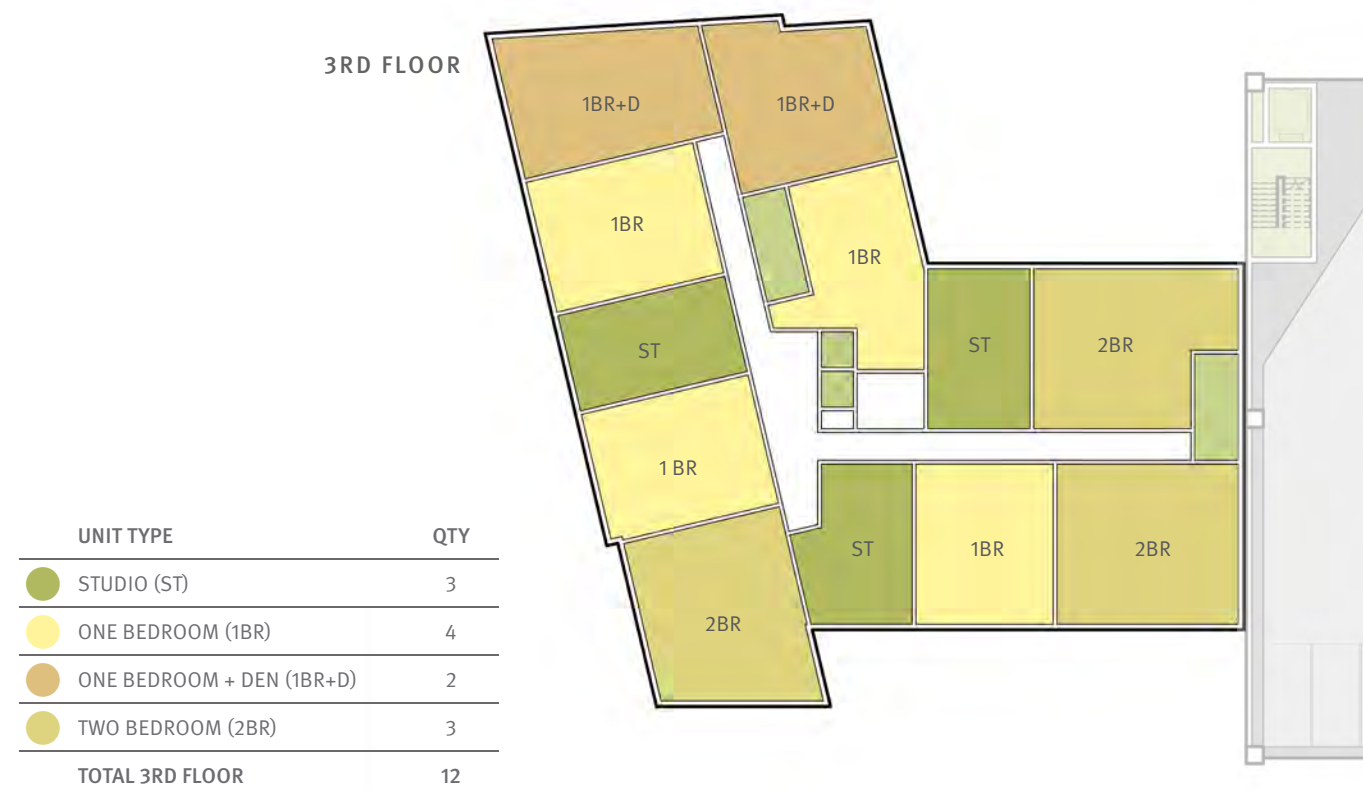 3RD FLOOR
1BR+D
1BR+D
1BR
1BR
ST
ST
2BR
1 BR
ST
1BR
2BR
2BR
UNIT TYPE QTY
STUDIO (ST) 3
ONE BEDROOM (1BR) 4
ONE BEDROOM + DEN (1BR+D) 2
TWO BEDROOM (2BR) 3
TOTAL 3RD FLOOR 12